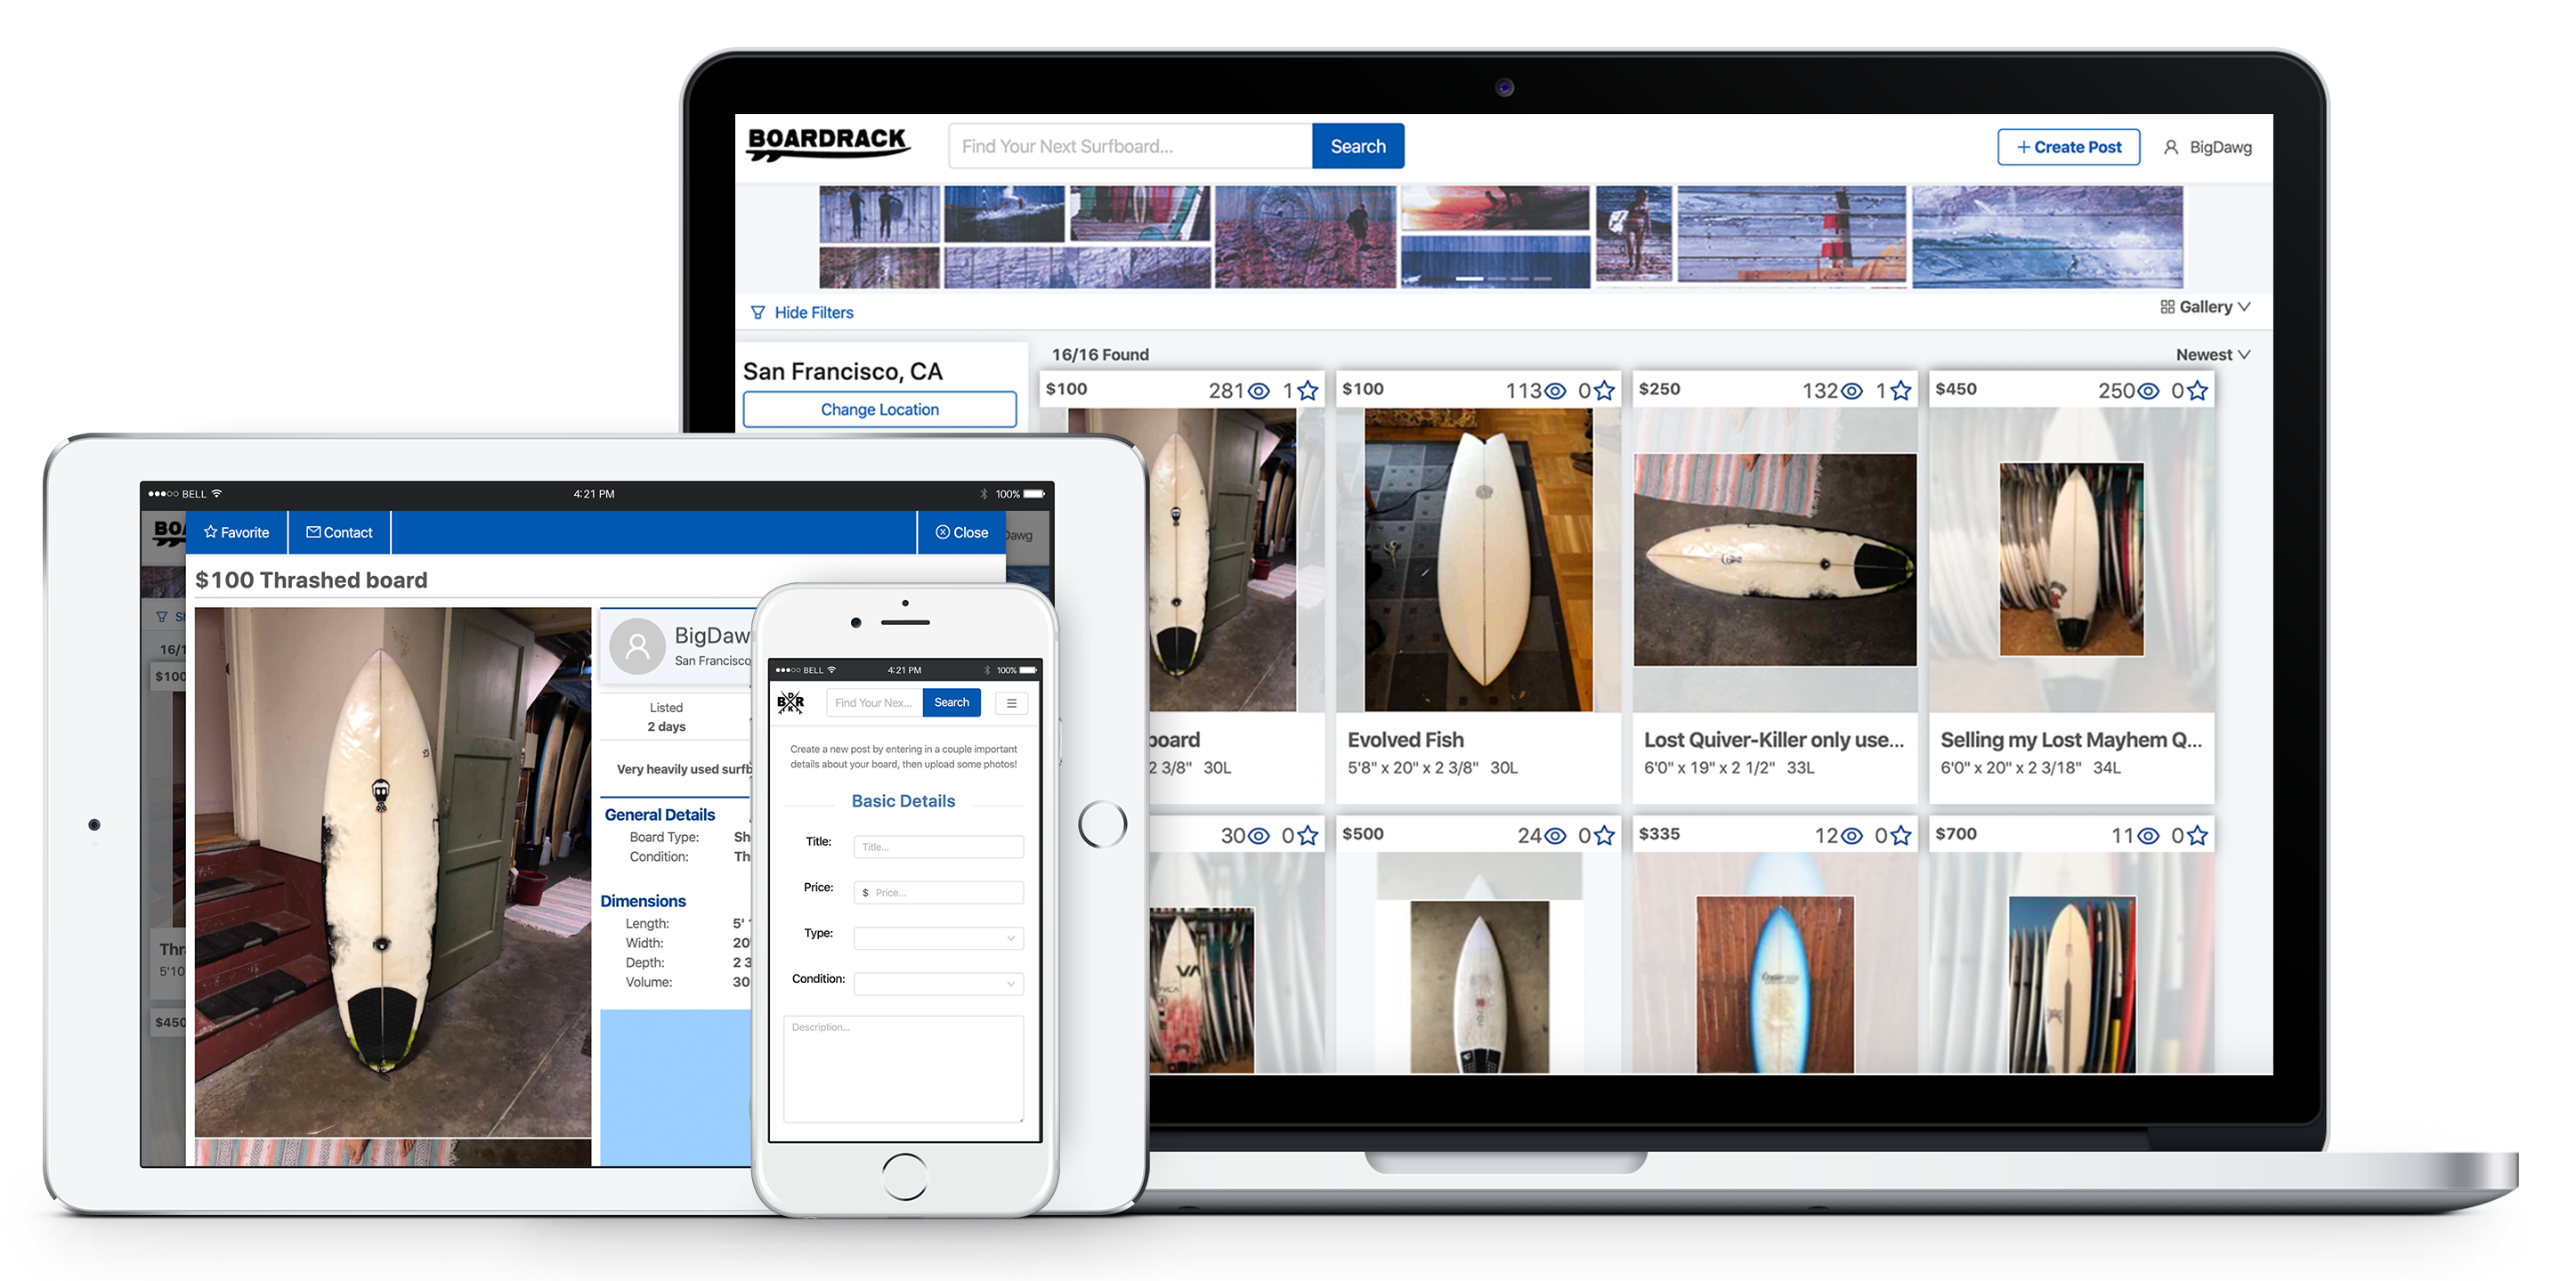 BOARDRACK
Find Your Next Surfboard...
Search
+ Create Post
BigDawg
Hide Filters
Gallery
San Francisco, CA
Change Location
16/16 Found
Newest
$100 281 1
$100 113 0
$250 132 1
$450 250 0
board
2 3/8" 30L
Evolved Fish
5'8" x 20" x 2 3/8" 30L
Lost Quiver-Killer only use...
6'0" x 19" x 2 1/2" 33L
Selling my Lost Mayhem Q...
6'0" x 20" x 2 3/18" 34L
30 0
$500 24 0
$335 12 0
$700 11 0
BELL
4:21 PM
100%
BO
Favorite
Contact
Close
Dawg
$100 Thrashed board
16/1
$100
Thr
5'10
$450
BigDaw
San Francisco
Listed
2 days
Very heavily used surfb
General Details
Board Type: Sh
Condition: Th
Dimensions
Length: 5'
Width: 20
Depth: 2 3
Volume: 30
BELL
4:21 PM
100%
BDRK
Find Your Nex...
Search
Create a new post by entering in a couple important
details about your board, then upload some photos!
Basic Details
Title: Title...
Price: $ Price...
Type:
Condition:
Description...